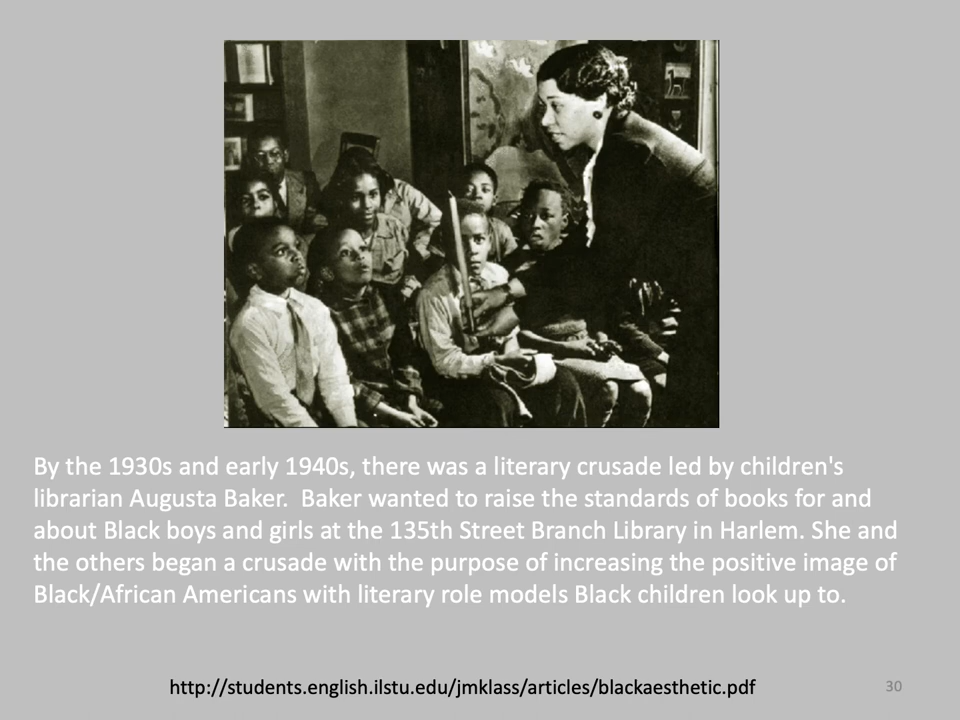 By the 1930s and early 1940s, there was a literary crusade led by children's
librarian Augusta Baker.  Baker wanted to raise the standards of books for and
about Black boys and girls at the 135th Street Branch Library in Harlem. She and
the others began a crusade with the purpose of increasing the positive image of
Black/African Americans with literary role models Black children look up to.
http://students.english.ilstu.edu/jmklass/articles/blackaesthetic.pdf
30